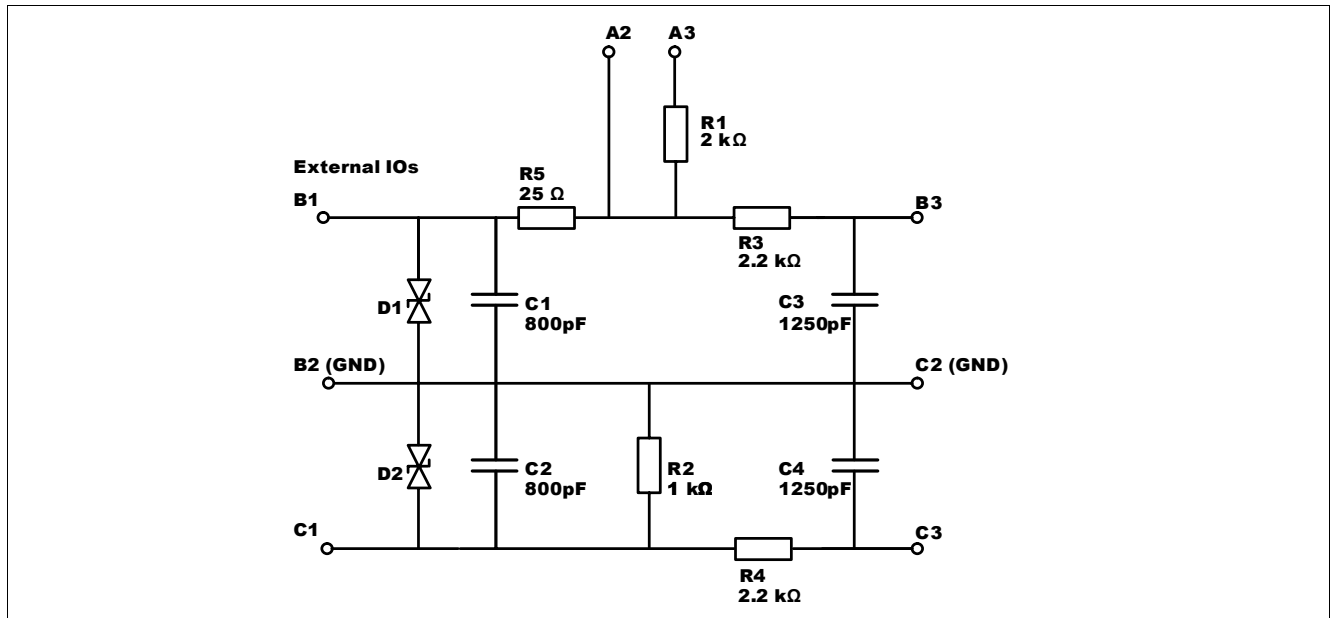 A2 A3
R1
2 kΩ
External IOs
R5
25 Ω
B1
B3
R3
2.2 kΩ
D1
C1
800pF
C3
1250pF
B2 (GND)
C2 (GND)
D2
C2
800pF
R2
1 kΩ
C4
1250pF
C1
C3
R4
2.2 kΩ